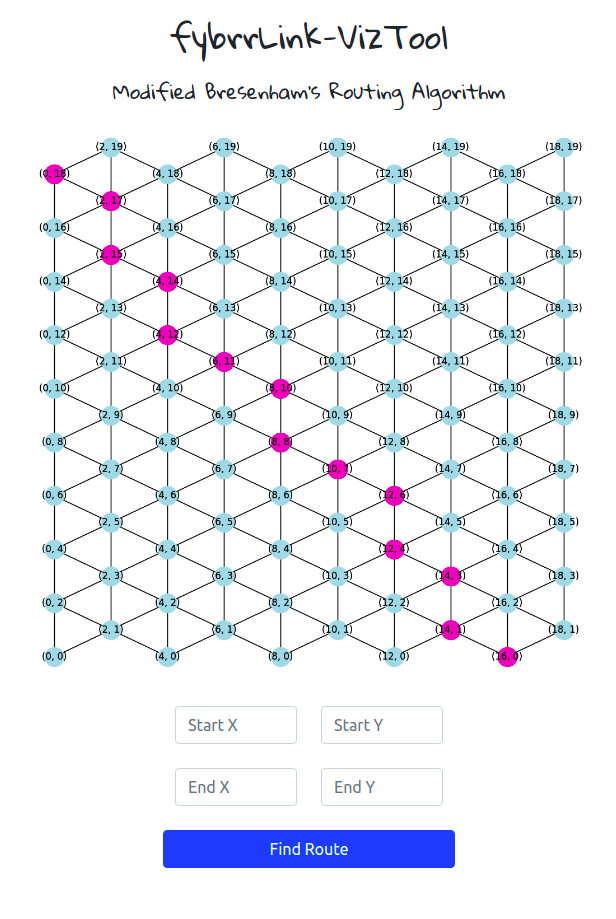 fybrrLink-VizTool
Modified Bresenham's Routing Algorithm
(2, 19) (6, 19) (10, 19) (14, 19) (18, 19)
(0, 18) (4, 18) (8, 18) (12, 18) (16, 18)
(2, 17) (6, 17) (10, 17) (14, 17) (18, 17)
(0, 16) (4, 16) (8, 16) (12, 16) (16, 16)
(2, 15) (6, 15) (10, 15) (14, 15) (18, 15)
(0, 14) (4, 14) (8, 14) (12, 14) (16, 14)
(2, 13) (6, 13) (10, 13) (14, 13) (18, 13)
(0, 12) (4, 12) (8, 12) (12, 12) (16, 12)
(2, 11) (6, 11) (10, 11) (14, 11) (18, 11)
(0, 10) (4, 10) (8, 10) (12, 10) (16, 10)
(2, 9) (6, 9) (10, 9) (14, 9) (18, 9)
(0, 8) (4, 8) (8, 8) (12, 8) (16, 8)
(2, 7) (6, 7) (10, 7) (14, 7) (18, 7)
(0, 6) (4, 6) (8, 6) (12, 6) (16, 6)
(2, 5) (6, 5) (10, 5) (14, 5) (18, 5)
(0, 4) (4, 4) (8, 4) (12, 4) (16, 4)
(2, 3) (6, 3) (10, 3) (14, 3) (18, 3)
(0, 2) (4, 2) (8, 2) (12, 2) (16, 2)
(2, 1) (6, 1) (10, 1) (14, 1) (18, 1)
(0, 0) (4, 0) (8, 0) (12, 0) (16, 0)
Start X Start Y
End X End Y
Find Route